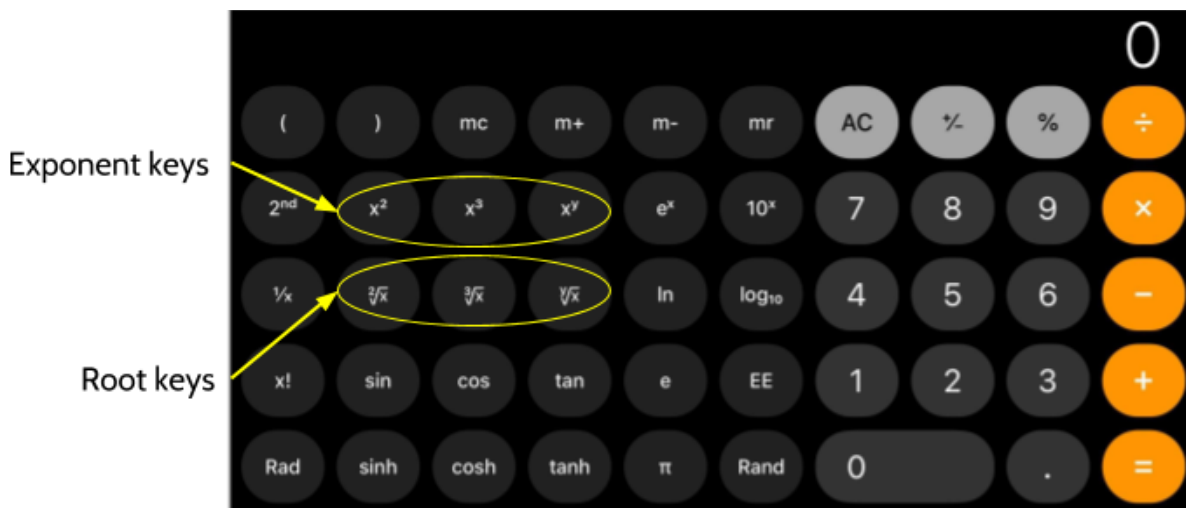 0
( ) mc m+ m- mr AC +/- % ÷
Exponent keys
2ⁿᵈ x² x³ xʸ eˣ 10ˣ 7 8 9 ×
¹/x ²√x ³√x ʸ√x ln log₁₀ 4 5 6 −
Root keys
x! sin cos tan e EE 1 2 3 +
Rad sinh cosh tanh π Rand 0 . =